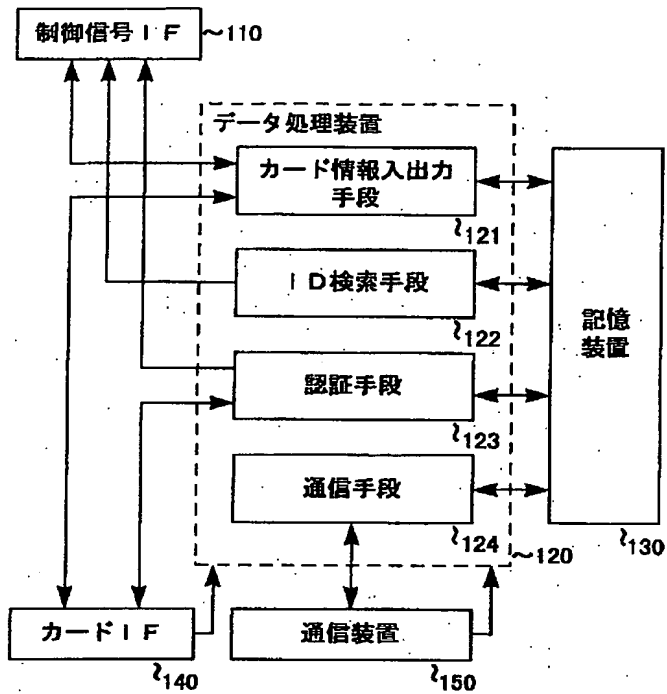 制御信号IF
~110
データ処理装置
カード情報入出力
手段
~121
ID検索手段
~122
認証手段
~123
通信手段
~124
~120
記憶
装置
~130
カードIF
~140
通信装置
~150